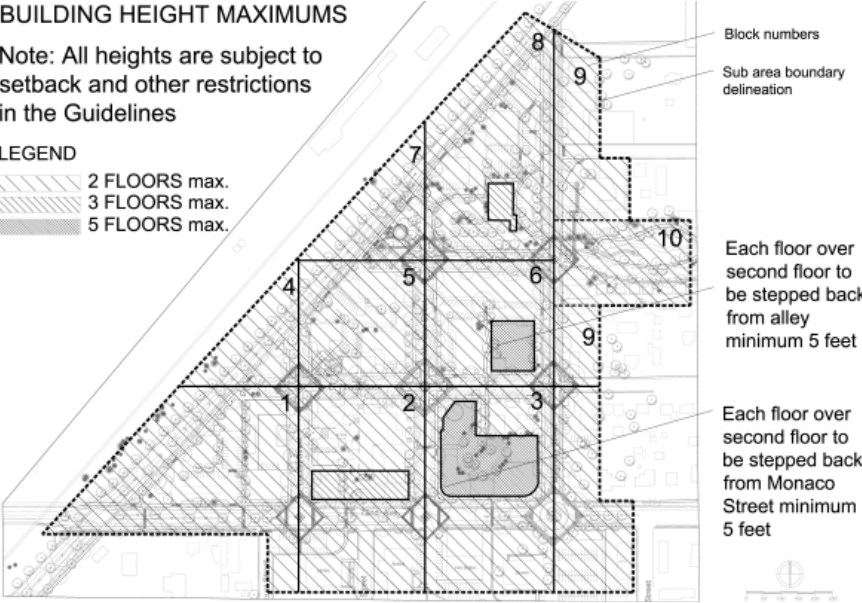 BUILDING HEIGHT MAXIMUMS
Note: All heights are subject to
setback and other restrictions
in the Guidelines
LEGEND
2 FLOORS max.
3 FLOORS max.
5 FLOORS max.
8
9
7
10
4
5
6
9
1
2
3
Block numbers
Sub area boundary
delineation
Each floor over
second floor to
be stepped back
from alley
minimum 5 feet
Each floor over
second floor to
be stepped back
from Monaco
Street minimum
5 feet
Street